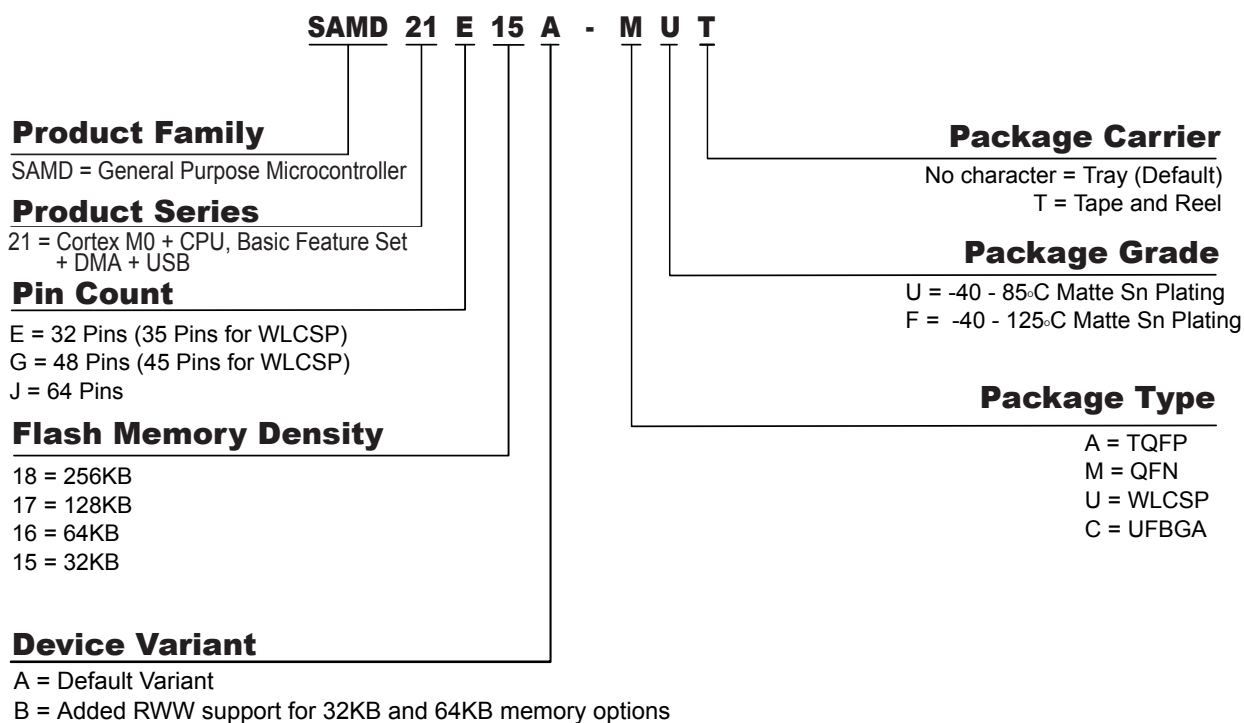 SAMD 21 E 15 A - M U T
Product Family
SAMD = General Purpose Microcontroller
Product Series
21 = Cortex M0 + CPU, Basic Feature Set
+ DMA + USB
Pin Count
E = 32 Pins (35 Pins for WLCSP)
G = 48 Pins (45 Pins for WLCSP)
J = 64 Pins
Flash Memory Density
18 = 256KB
17 = 128KB
16 = 64KB
15 = 32KB
Device Variant
A = Default Variant
B = Added RWW support for 32KB and 64KB memory options
Package Carrier
No character = Tray (Default)
T = Tape and Reel
Package Grade
U = -40 - 85°C Matte Sn Plating
F = -40 - 125°C Matte Sn Plating
Package Type
A = TQFP
M = QFN
U = WLCSP
C = UFBGA